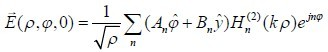 $\vec{E}(\rho,\varphi,0) = \frac{1}{\sqrt{\rho}} \sum_{n} (A_n \hat{\varphi} + B_n \hat{y}) H_n^{(2)}(k\rho) e^{jn\varphi}$